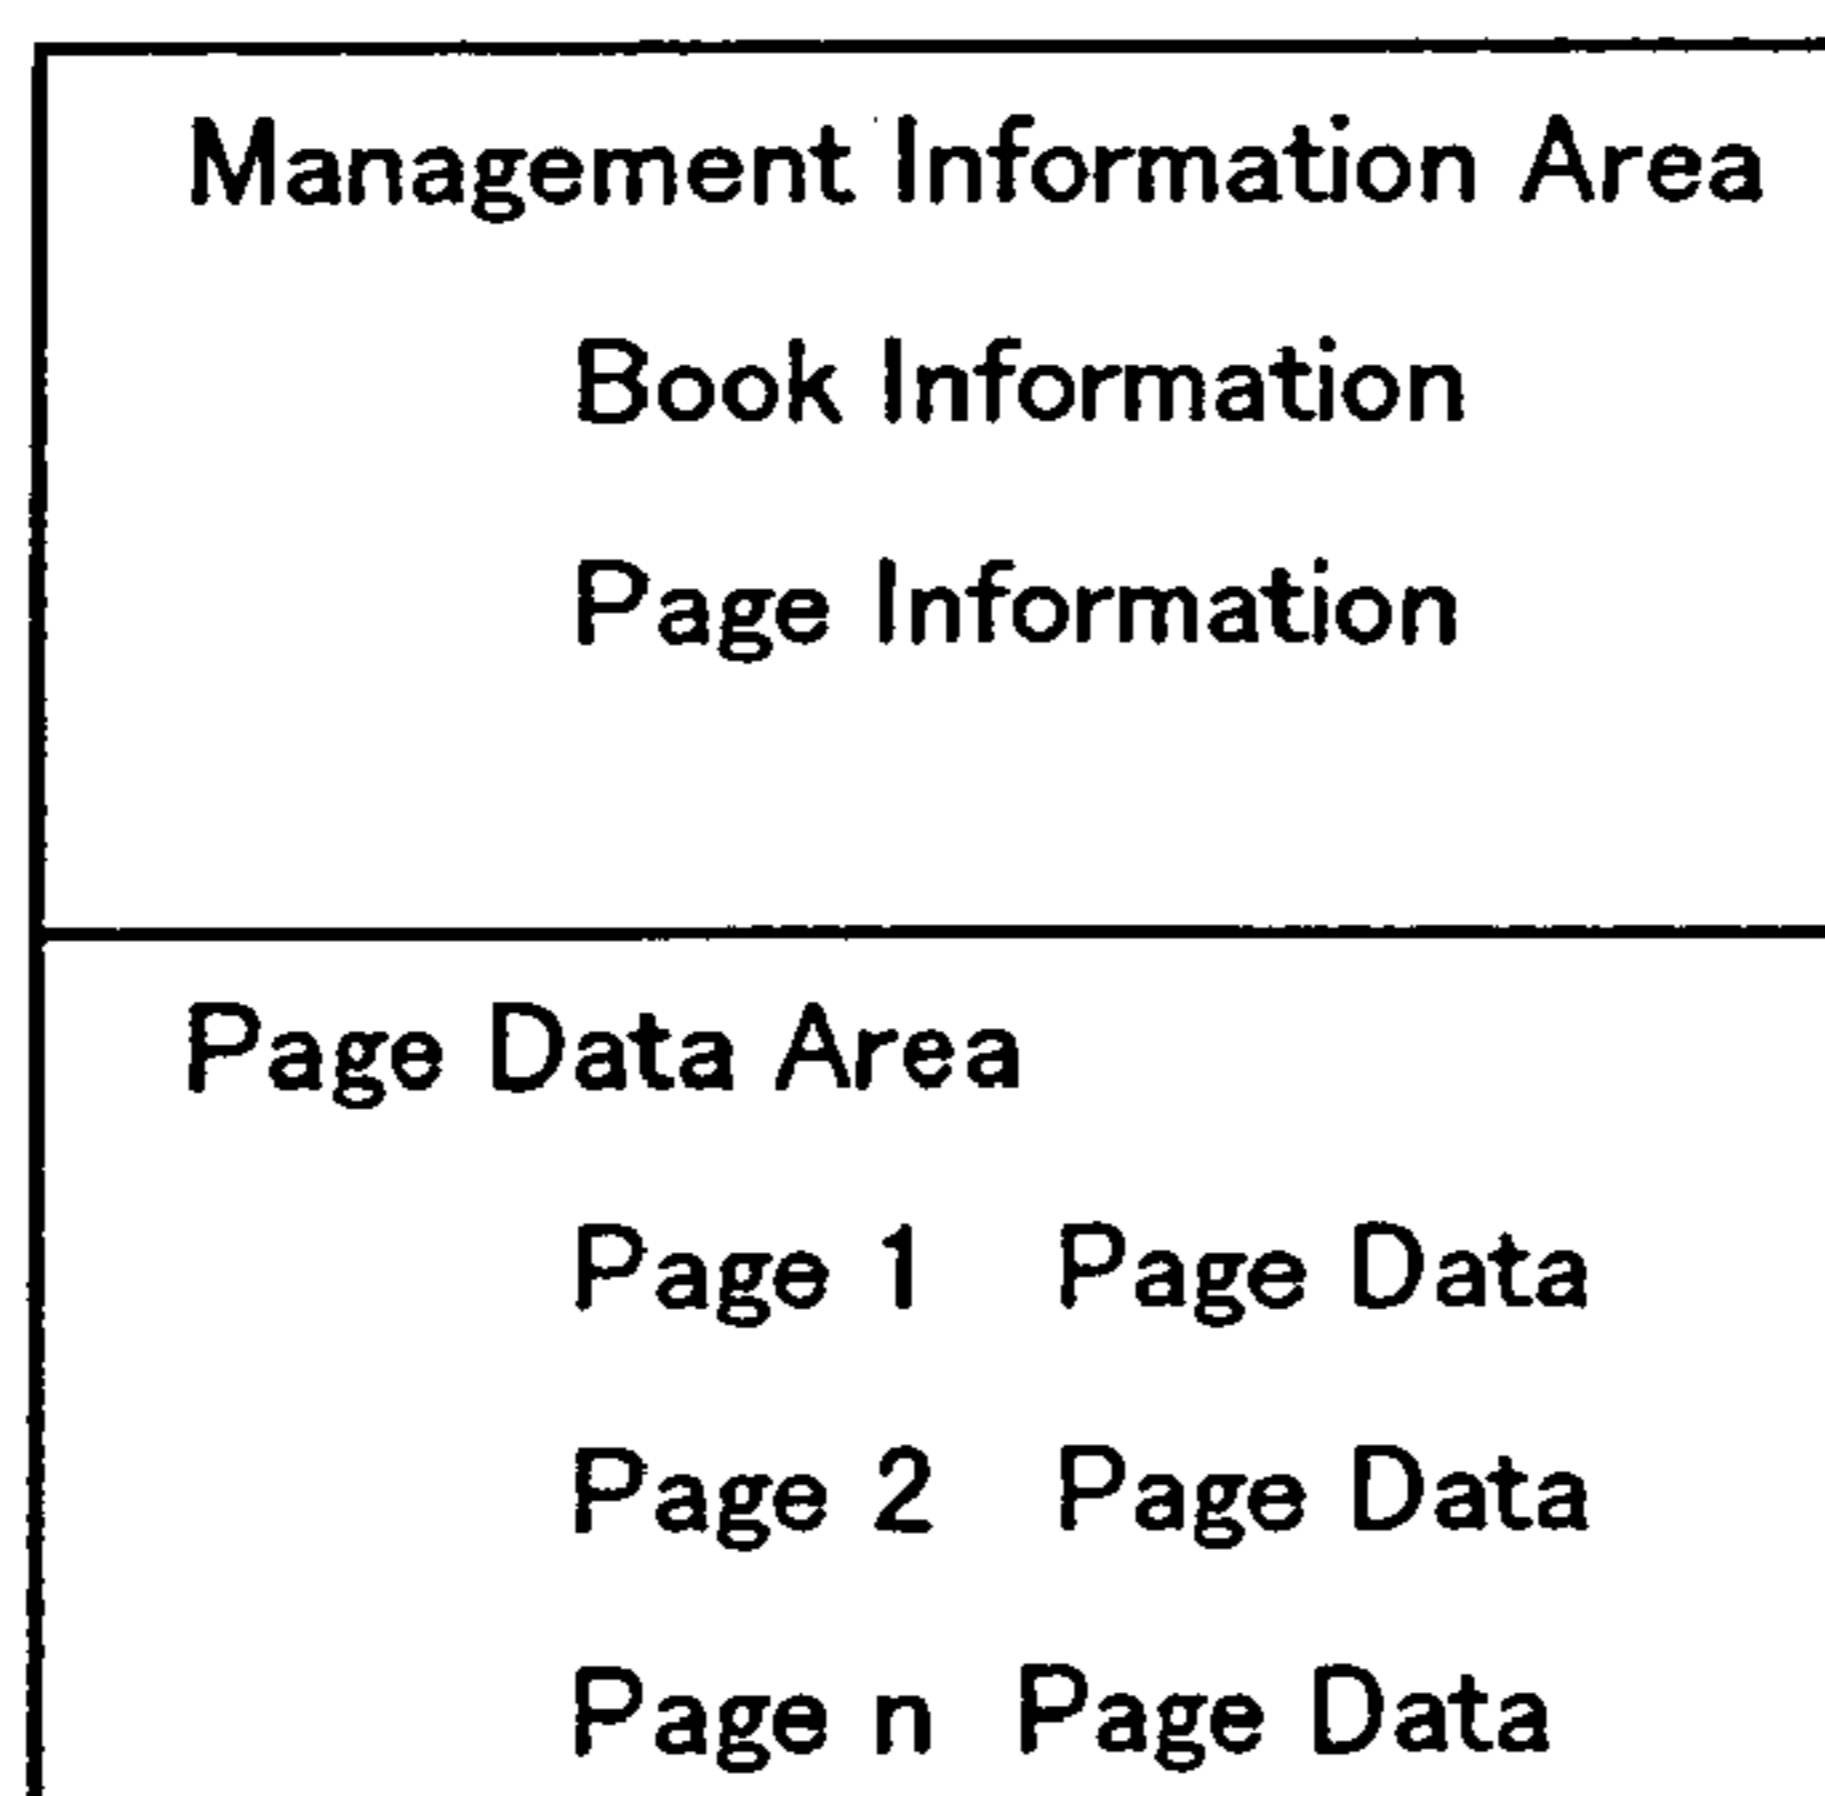 Management Information Area
Book Information
Page Information
Page Data Area
Page 1 Page Data
Page 2 Page Data
Page n Page Data